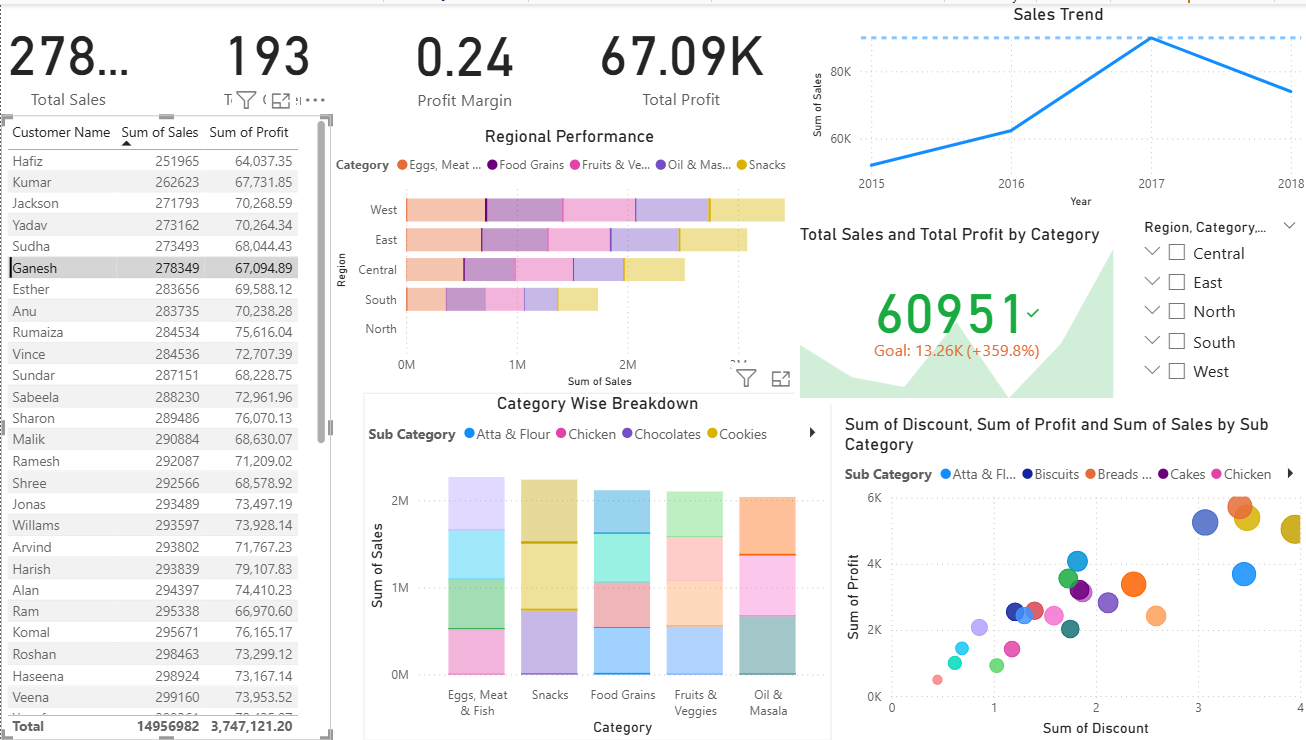 278...
Total Sales
193
0.24
Profit Margin
67.09K
Total Profit
Customer Name Sum of Sales Sum of Profit
Hafiz 251965 64,037.35
Kumar 262623 67,731.85
Jackson 271793 70,268.59
Yadav 273162 70,264.34
Sudha 273493 68,044.43
Ganesh 278349 67,094.89
Esther 283656 69,588.12
Anu 283735 70,238.28
Rumaiza 284534 75,616.04
Vince 284536 72,707.39
Sundar 287151 68,228.75
Sabeela 288230 72,961.96
Sharon 289486 76,070.13
Malik 290884 68,630.07
Ramesh 292087 71,209.02
Shree 292566 68,578.92
Jonas 293489 73,497.19
Willams 293597 73,928.14
Arvind 293802 71,767.23
Harish 293839 79,107.83
Alan 294397 74,410.23
Ram 295338 66,970.60
Komal 295671 76,165.17
Roshan 298463 73,299.12
Haseena 298924 73,167.14
Veena 299160 73,953.52
Total 14956982 3,747,121.20
Regional Performance
Category Eggs, Meat ... Food Grains Fruits & Ve... Oil & Mas... Snacks
Region
West
East
Central
South
North
0M 1M 2M
Sum of Sales
Category Wise Breakdown
Sub Category Atta & Flour Chicken Chocolates Cookies
Sum of Sales
2M
1M
0M
Eggs, Meat & Fish
Snacks
Food Grains
Fruits & Veggies
Oil & Masala
Category
Sales Trend
Sum of Sales
80K
60K
2015 2016 2017 2018
Year
Total Sales and Total Profit by Category
60951
Goal: 13.26K (+359.8%)
Region, Category,...
Central
East
North
South
West
Sum of Discount, Sum of Profit and Sum of Sales by Sub
Category
Sub Category Atta & Fl... Biscuits Breads ... Cakes Chicken
Sum of Profit
6K
4K
2K
0K
0 1 2 3 4
Sum of Discount